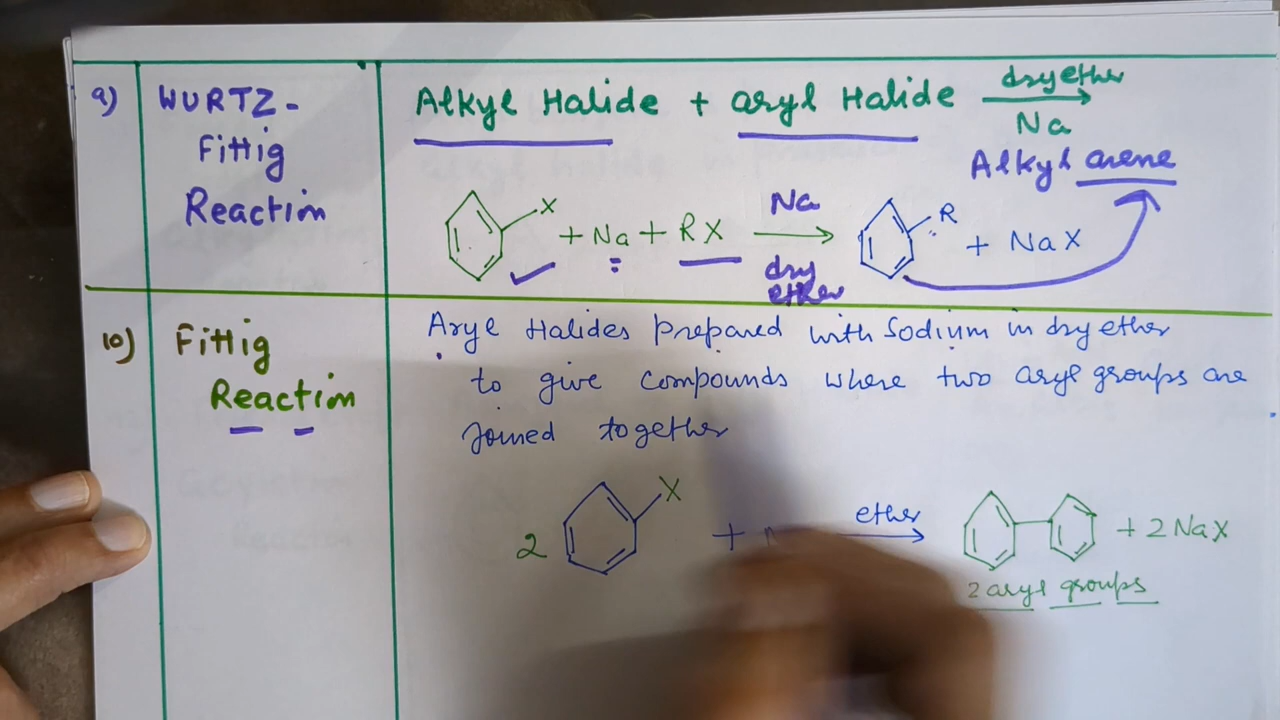 9) WURTZ-
Fittig
Reaction
Alkyl Halide + aryl Halide
dry ether
Na
Alkyl arene
X
+ Na + RX
Na
dry
ether
R
+ NaX
10) Fittig
Reaction
Aryl Halides prepared with Sodium in dry ether
to give compounds where two aryl groups are
joined together
2
X
+
ether
+ 2 NaX
2 aryl groups